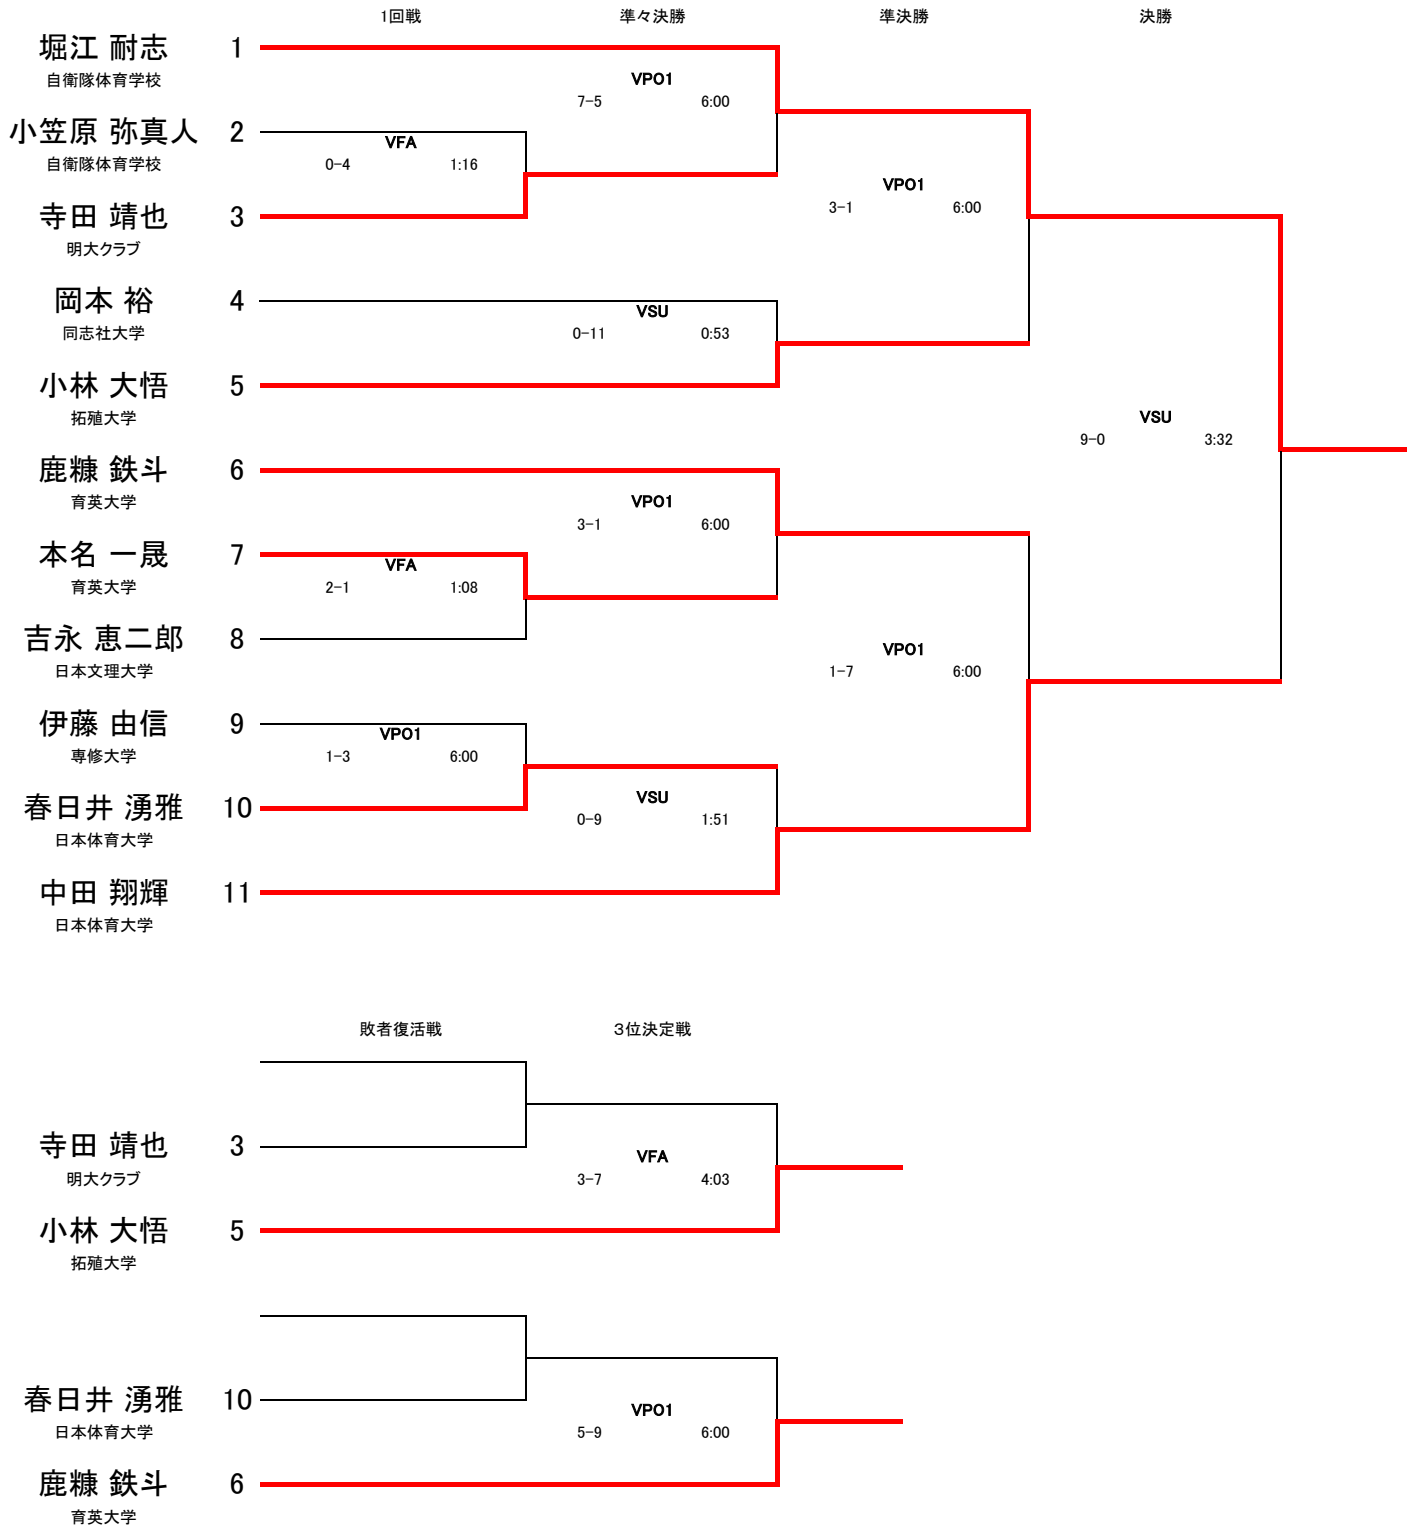 1回戦 準々決勝 準決勝 決勝
堀江 耐志 1
自衛隊体育学校
VPO1
7-5 6:00
小笠原 弥真人 2
自衛隊体育学校
VFA
0-4 1:16
寺田 靖也 3
明大クラブ
VPO1
3-1 6:00
岡本 裕 4
同志社大学
VSU
0-11 0:53
小林 大悟 5
拓殖大学
VSU
9-0 3:32
鹿糠 鉄斗 6
育英大学
VPO1
3-1 6:00
本名 一晟 7
育英大学
VFA
2-1 1:08
吉永 恵二郎 8
日本文理大学
VPO1
1-7 6:00
伊藤 由信 9
専修大学
VPO1
1-3 6:00
春日井 湧雅 10
日本体育大学
VSU
0-9 1:51
中田 翔輝 11
日本体育大学
敗者復活戦 3位決定戦
寺田 靖也 3
明大クラブ
VFA
3-7 4:03
小林 大悟 5
拓殖大学
春日井 湧雅 10
日本体育大学
VPO1
5-9 6:00
鹿糠 鉄斗 6
育英大学